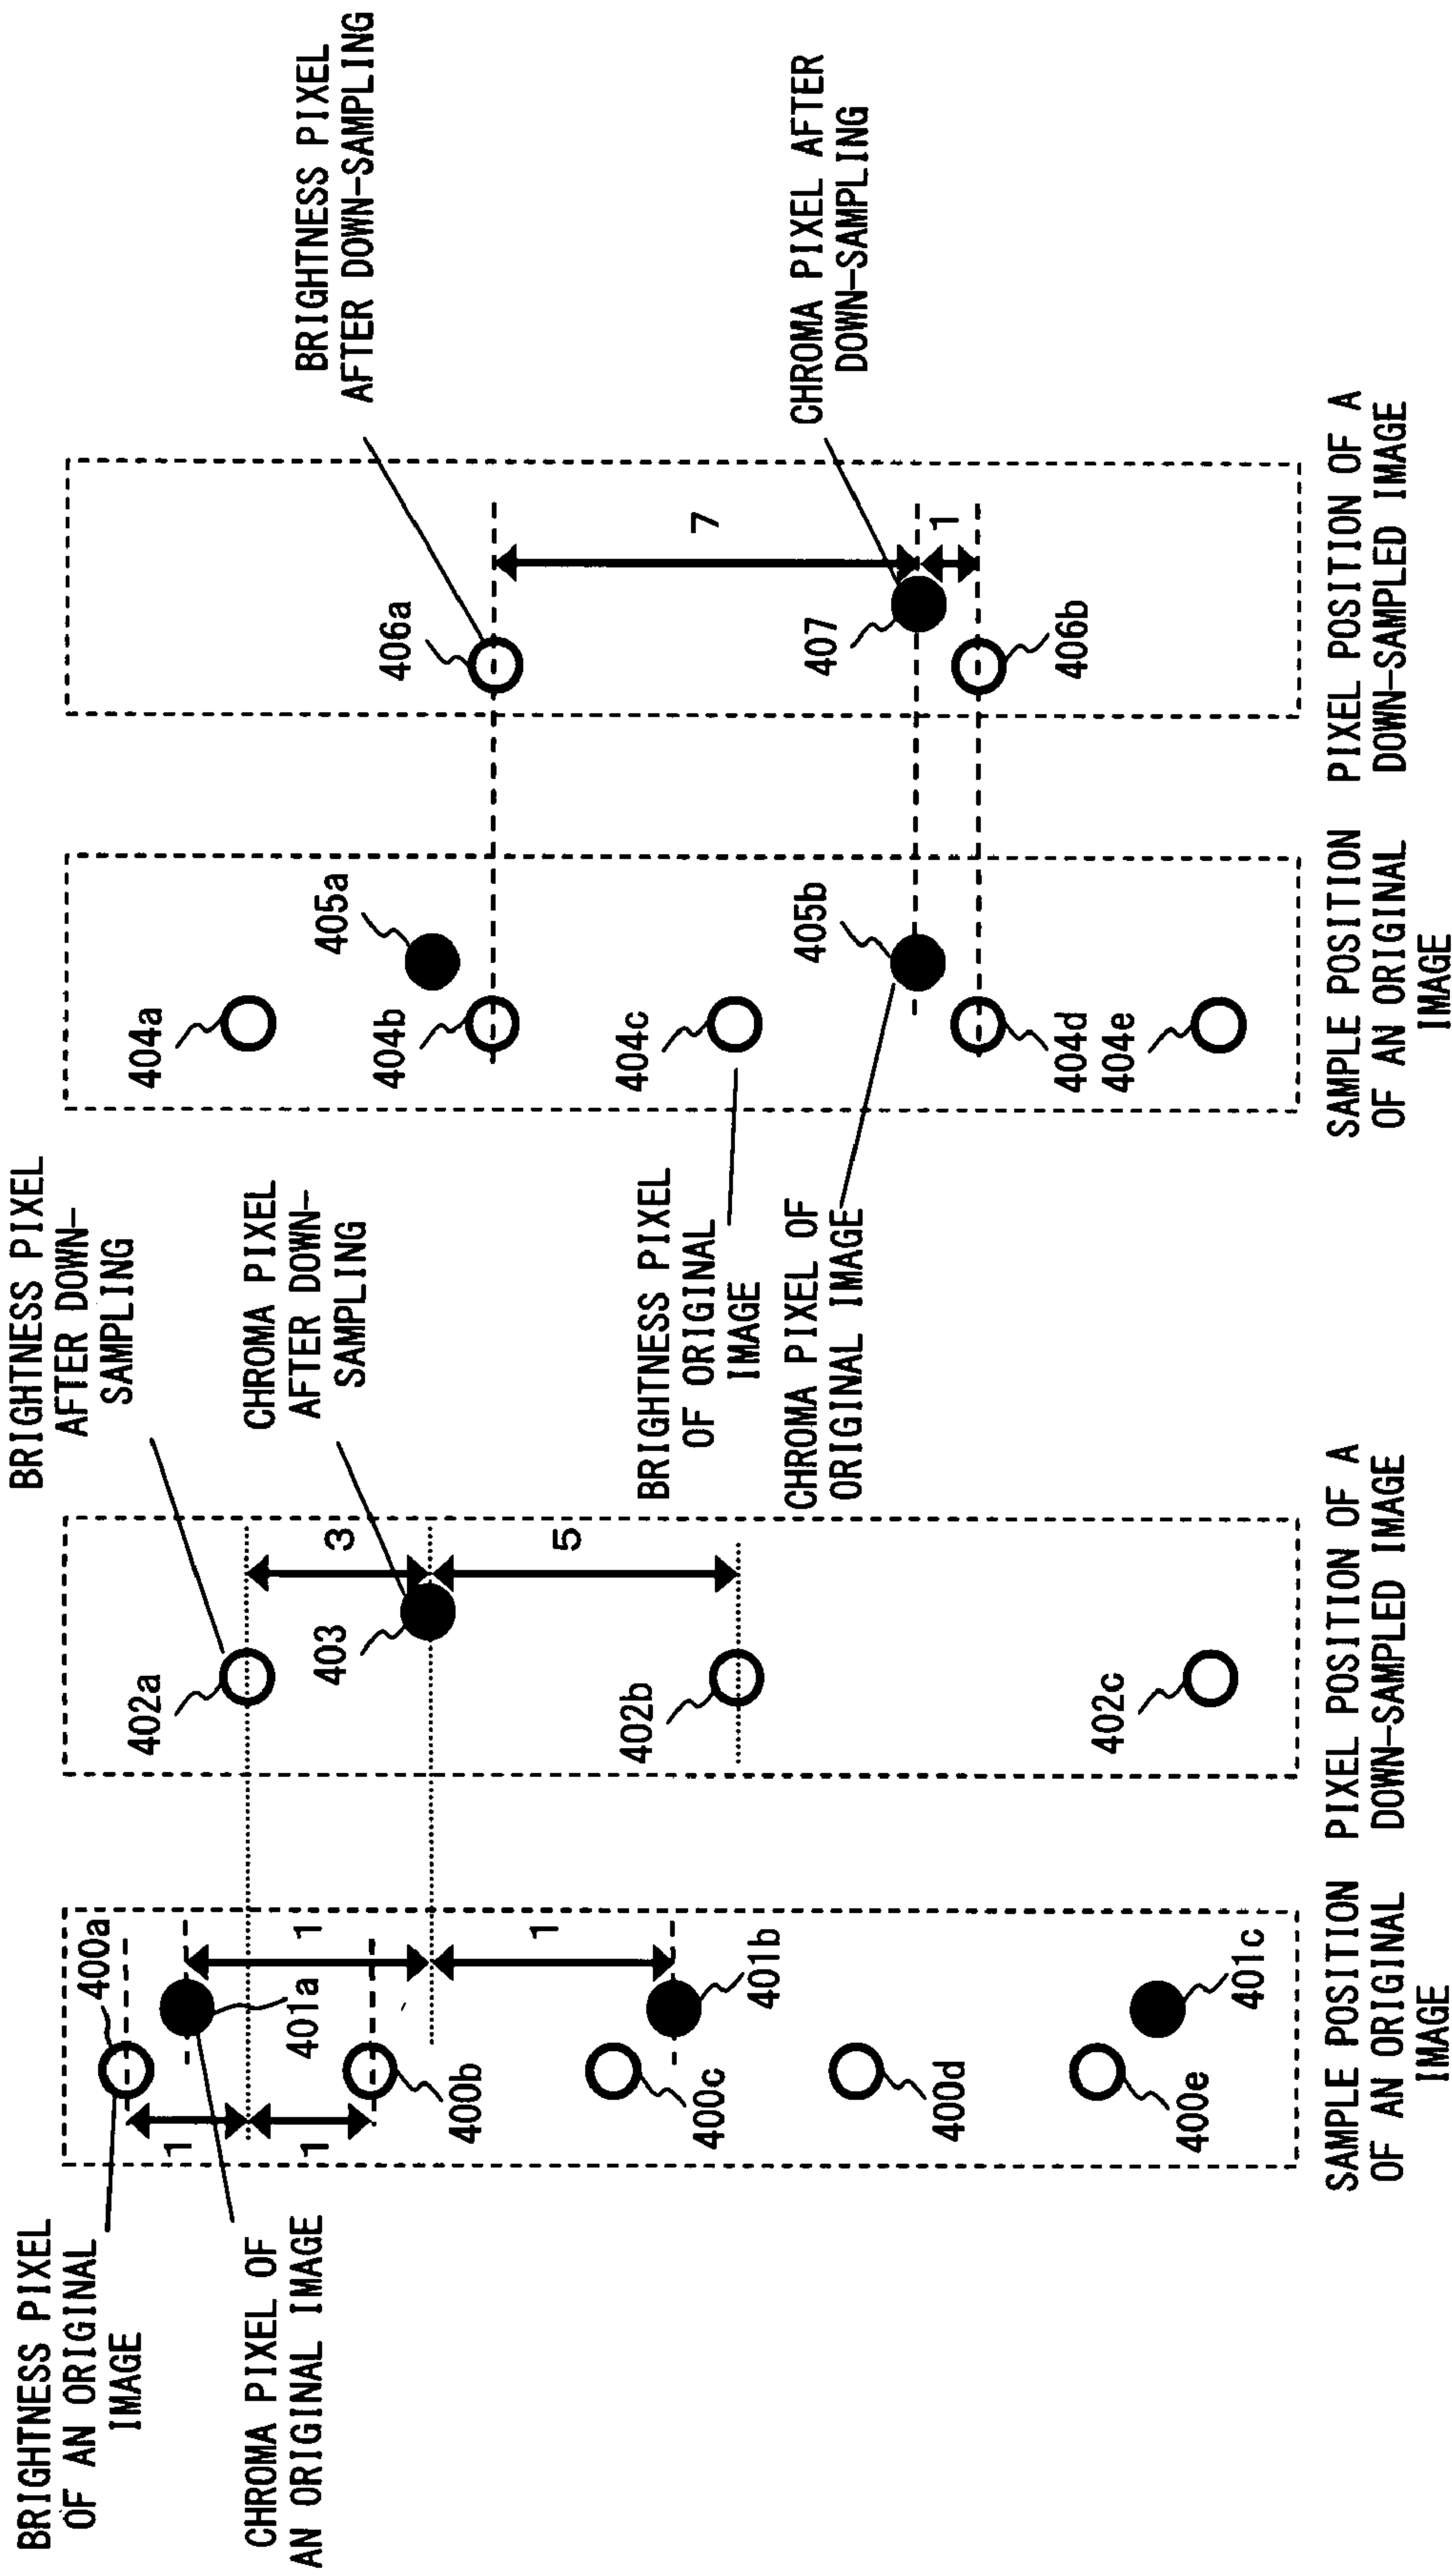 BRIGHTNESS PIXEL
OF AN ORIGINAL
IMAGE
CHROMA PIXEL OF
AN ORIGINAL IMAGE
400a
401a
400b
400c
401b
400d
400e
401c
1
1
1
1
SAMPLE POSITION
OF AN ORIGINAL
IMAGE
BRIGHTNESS PIXEL
AFTER DOWN-
SAMPLING
CHROMA PIXEL
AFTER DOWN-
SAMPLING
402a
403
402b
402c
3
5
PIXEL POSITION OF A
DOWN-SAMPLED IMAGE
BRIGHTNESS PIXEL
OF ORIGINAL
IMAGE
CHROMA PIXEL OF
ORIGINAL IMAGE
404a
405a
404b
404c
405b
404d
404e
SAMPLE POSITION
OF AN ORIGINAL
IMAGE
BRIGHTNESS PIXEL
AFTER DOWN-SAMPLING
CHROMA PIXEL AFTER
DOWN-SAMPLING
406a
407
406b
7
1
PIXEL POSITION OF A
DOWN-SAMPLED IMAGE